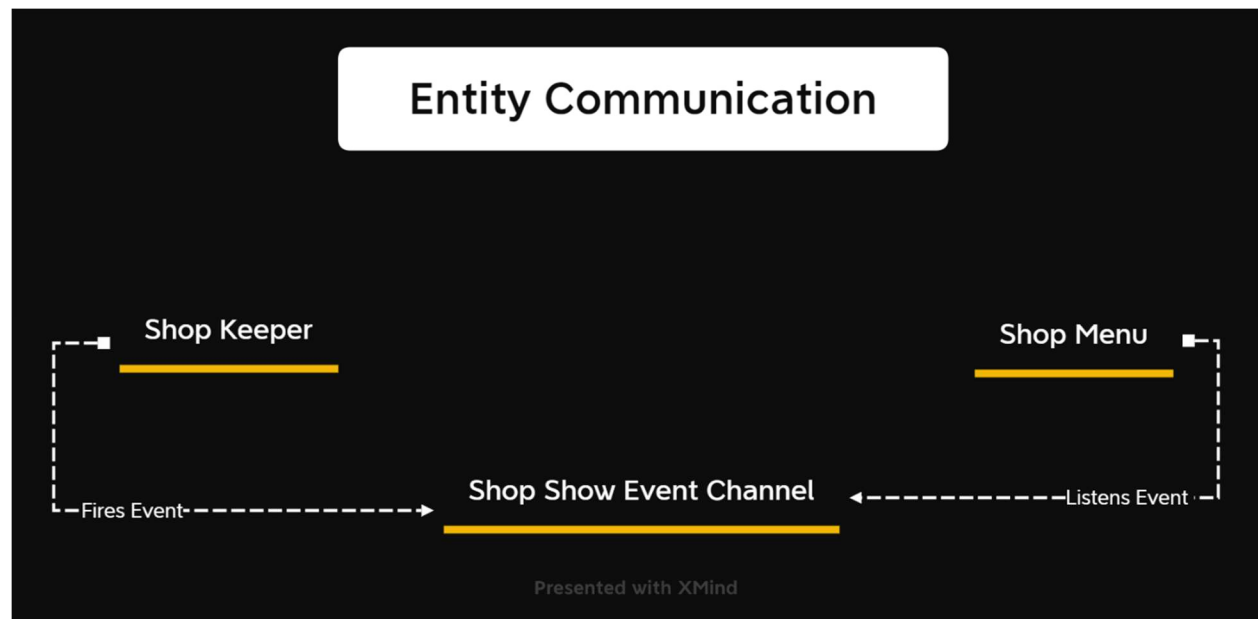 Entity Communication
Shop Keeper
Shop Menu
Shop Show Event Channel
Fires Event
Listens Event
Presented with XMind